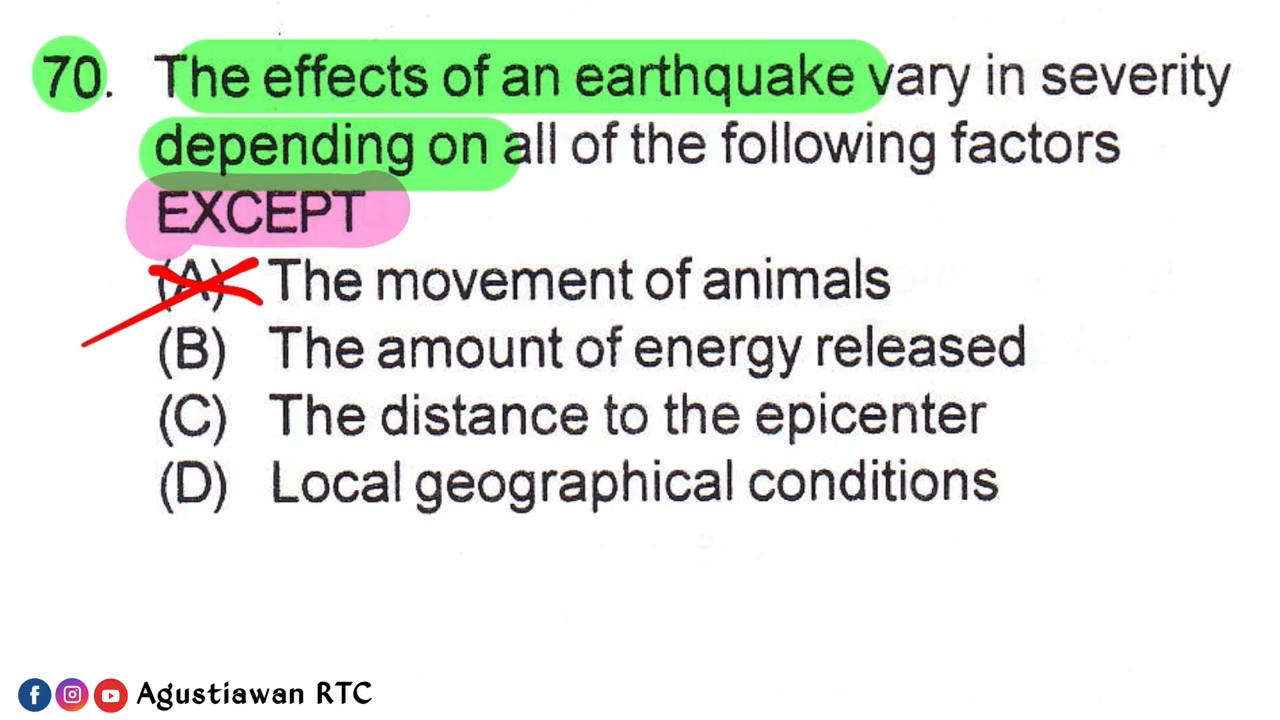 70. The effects of an earthquake vary in severity
depending on all of the following factors
EXCEPT
(A) The movement of animals
(B) The amount of energy released
(C) The distance to the epicenter
(D) Local geographical conditions
Agustiawan RTC